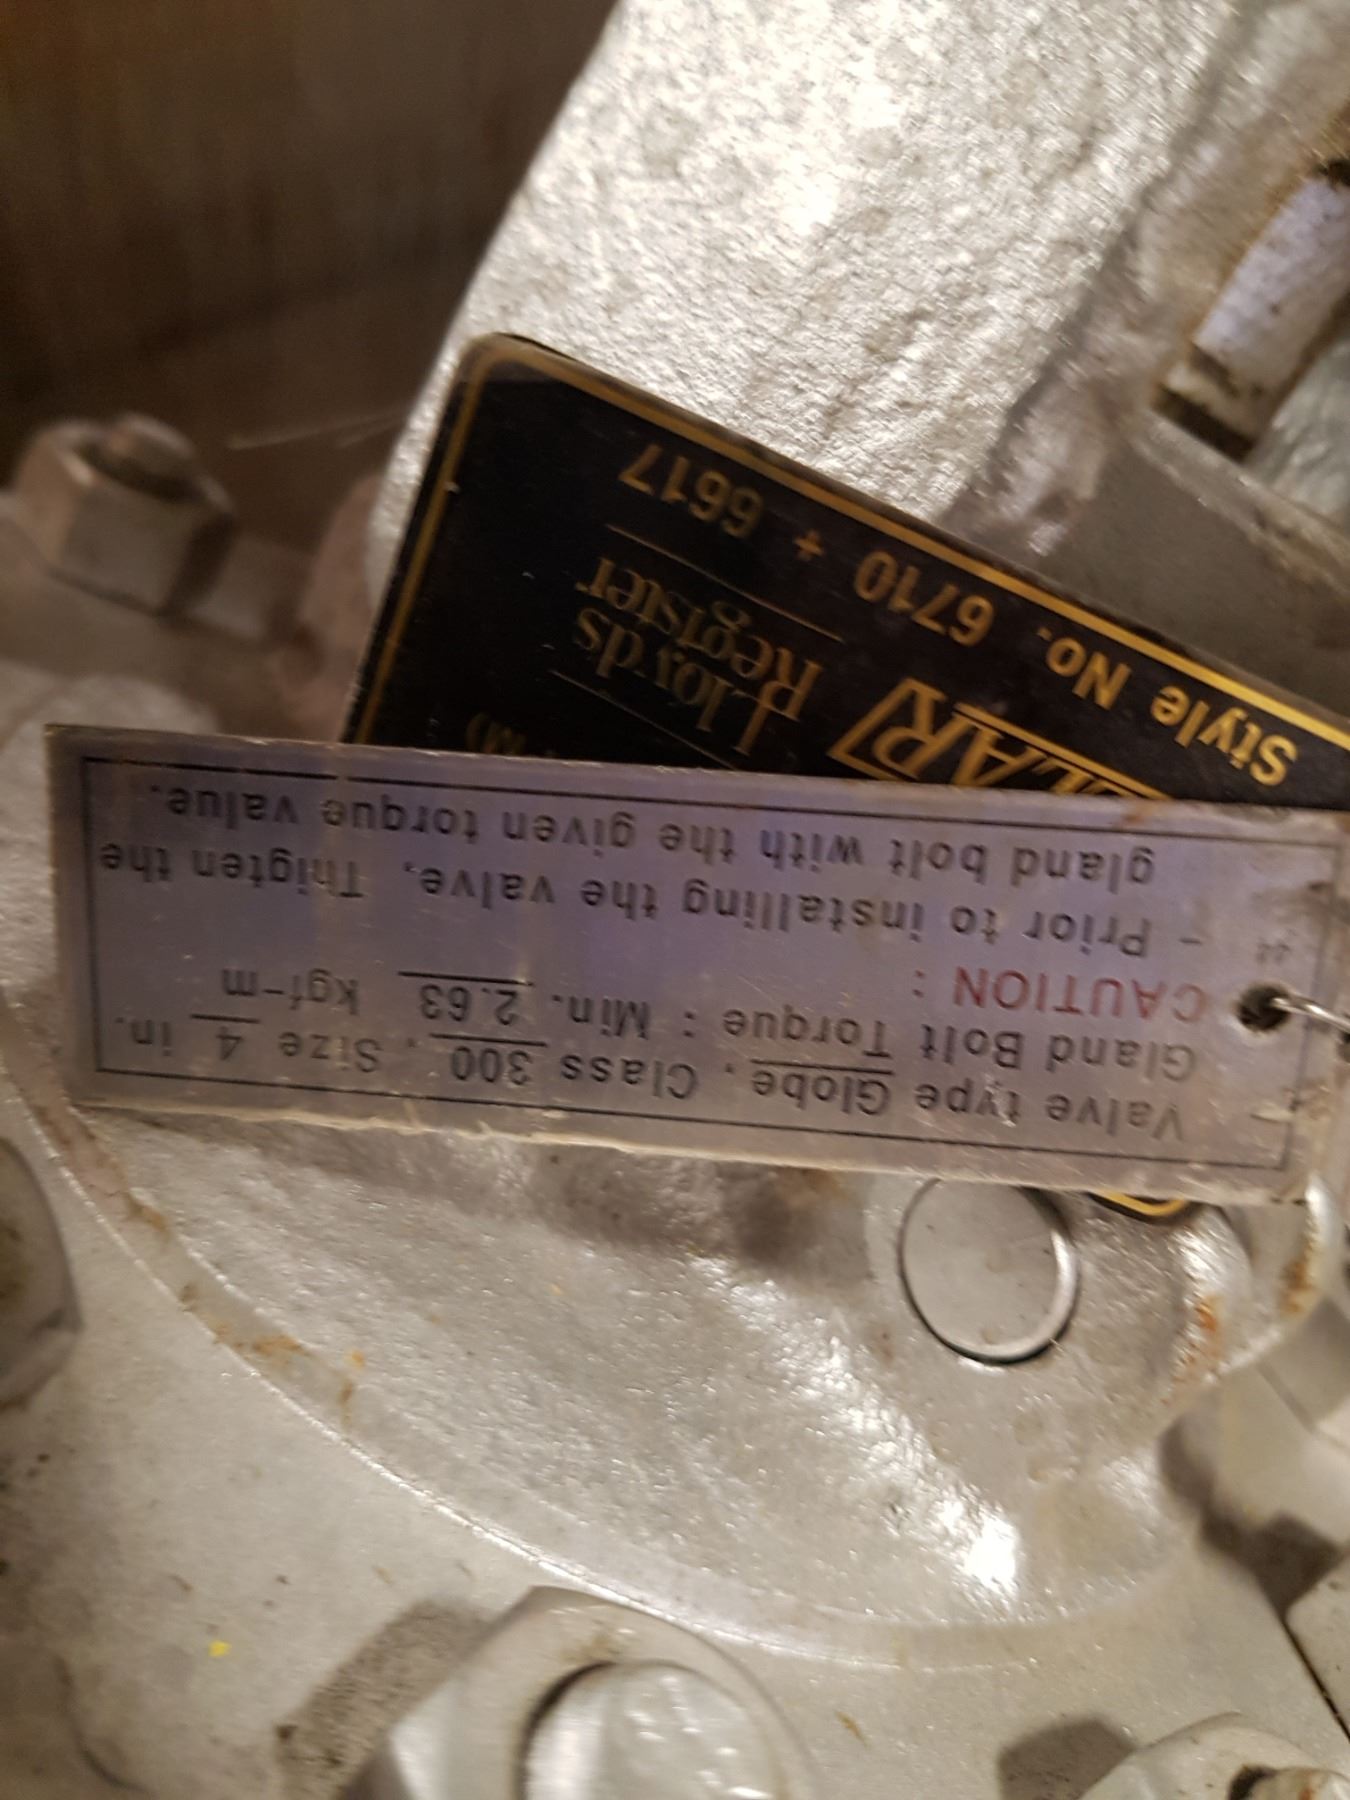 Valve type Globe, Class 300, Size 4 in.
Gland Bolt Torque : Min. 2.63 kgf-m
CAUTION :
- Prior to installing the valve, Thigten the
gland bolt with the given torque value.
Lloyds
Register
Style No. 6710 + 6617